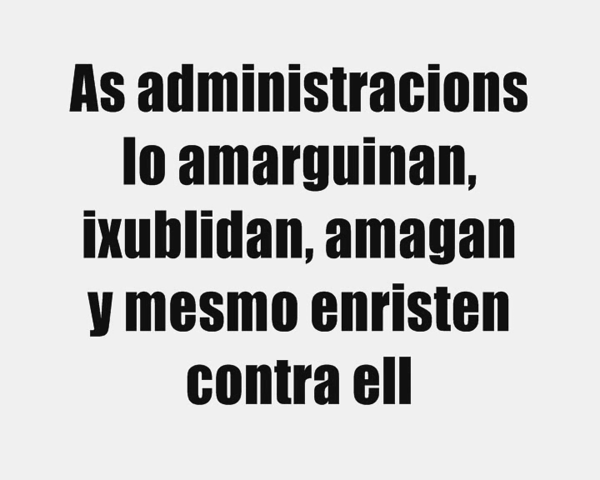 As administracions
lo amarguinan,
ixublidan, amagan
y mesmo enristen
contra ell